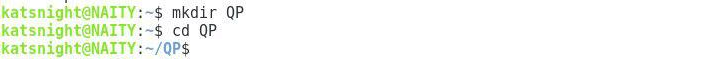 katsnight@NAITY:~$ mkdir QP
katsnight@NAITY:~$ cd QP
katsnight@NAITY:~/QP$